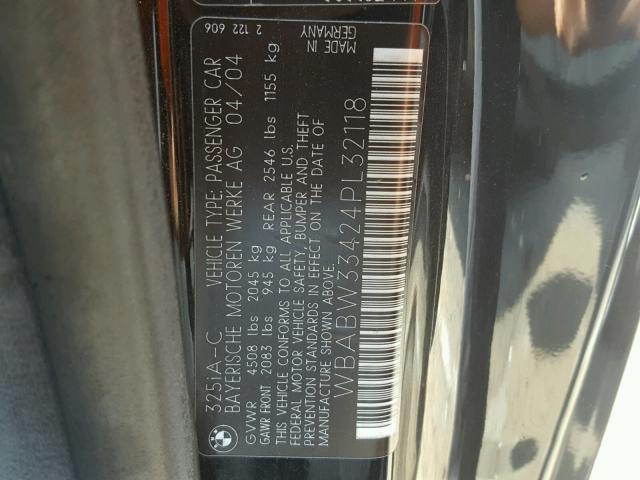 325iA-C VEHICLE TYPE: PASSENGER CAR
BAYERISCHE MOTOREN WERKE AG 04/04
GVWR 4508 lbs 2045 kg
GAWR FRONT 2083 lbs 945 kg REAR 2546 lbs 1155 kg
THIS VEHICLE CONFORMS TO ALL APPLICABLE U.S.
FEDERAL MOTOR VEHICLE SAFETY, BUMPER AND THEFT
PREVENTION STANDARDS IN EFFECT ON THE DATE OF
MANUFACTURE SHOWN ABOVE.
WBABW33424PL32118
2 122 606
MADE IN
GERMANY